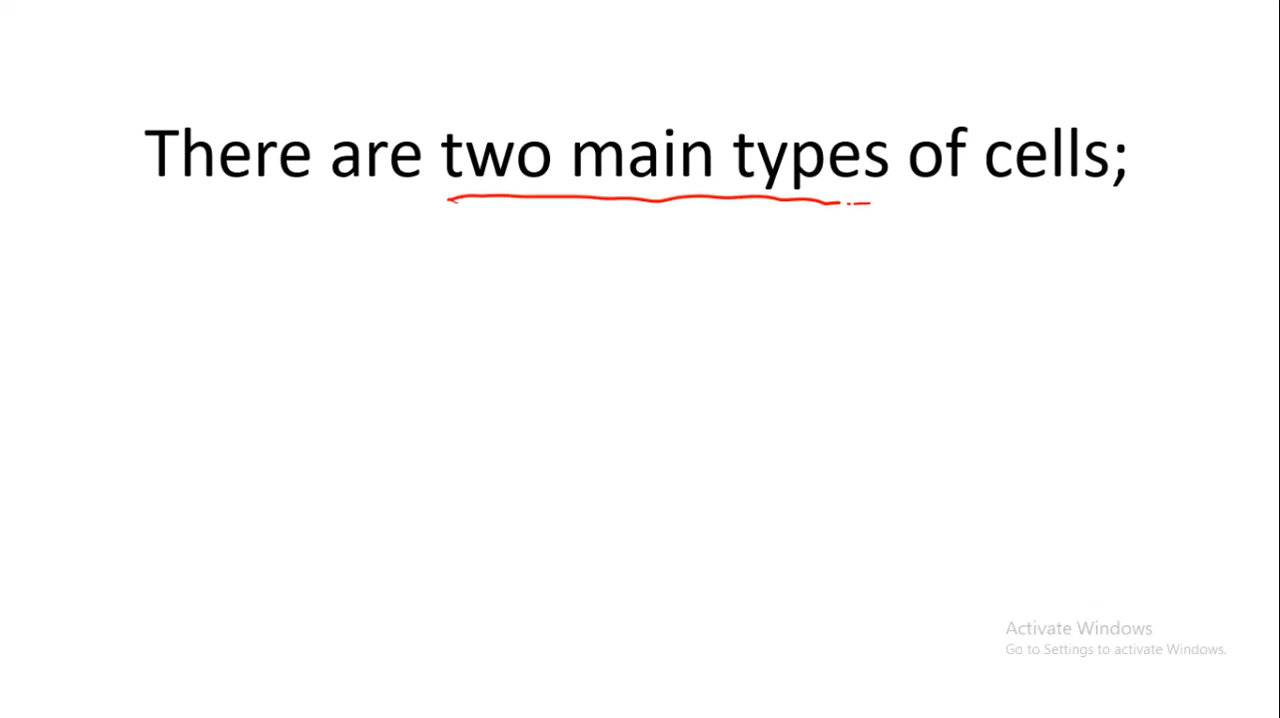 There are two main types of cells;
Activate Windows
Go to Settings to activate Windows.